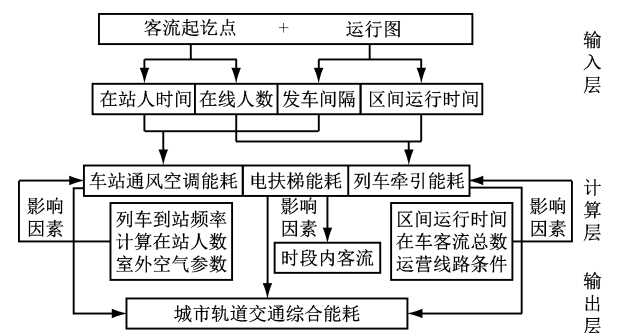 客流起讫点 + 运行图
输入层
在站人时间 在线人数 发车间隔 区间运行时间
车站通风空调能耗 电扶梯能耗 列车牵引能耗
计算层
影响因素
列车到站频率
计算在站人数
室外空气参数
影响因素
时段内客流
区间运行时间
在车客流总数
运营线路条件
影响因素
城市轨道交通综合能耗
输出层